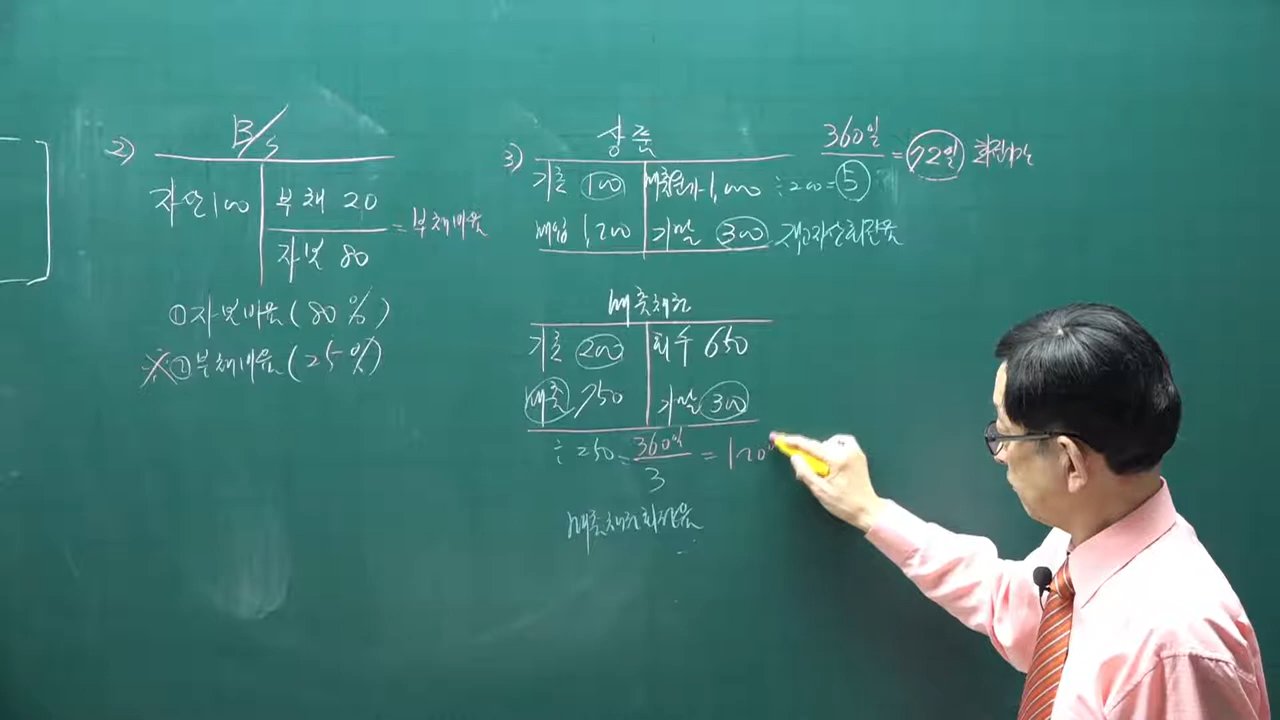 2) B/S
자산 100 부채 20
자본 80 = 부채비율
① 자본비율 (80%)
※ ② 부채비율 (25%)
3) 상품
기초 100 매출원가 1,000 ÷ 200 = 5
매입 1,200 기말 300 재고자산회전율
360일 = 72일 회전기간
매출채권
기초 200 회수 650
매출 750 기말 300
÷ 250 = 360일/3 = 120일
매출채권회전율